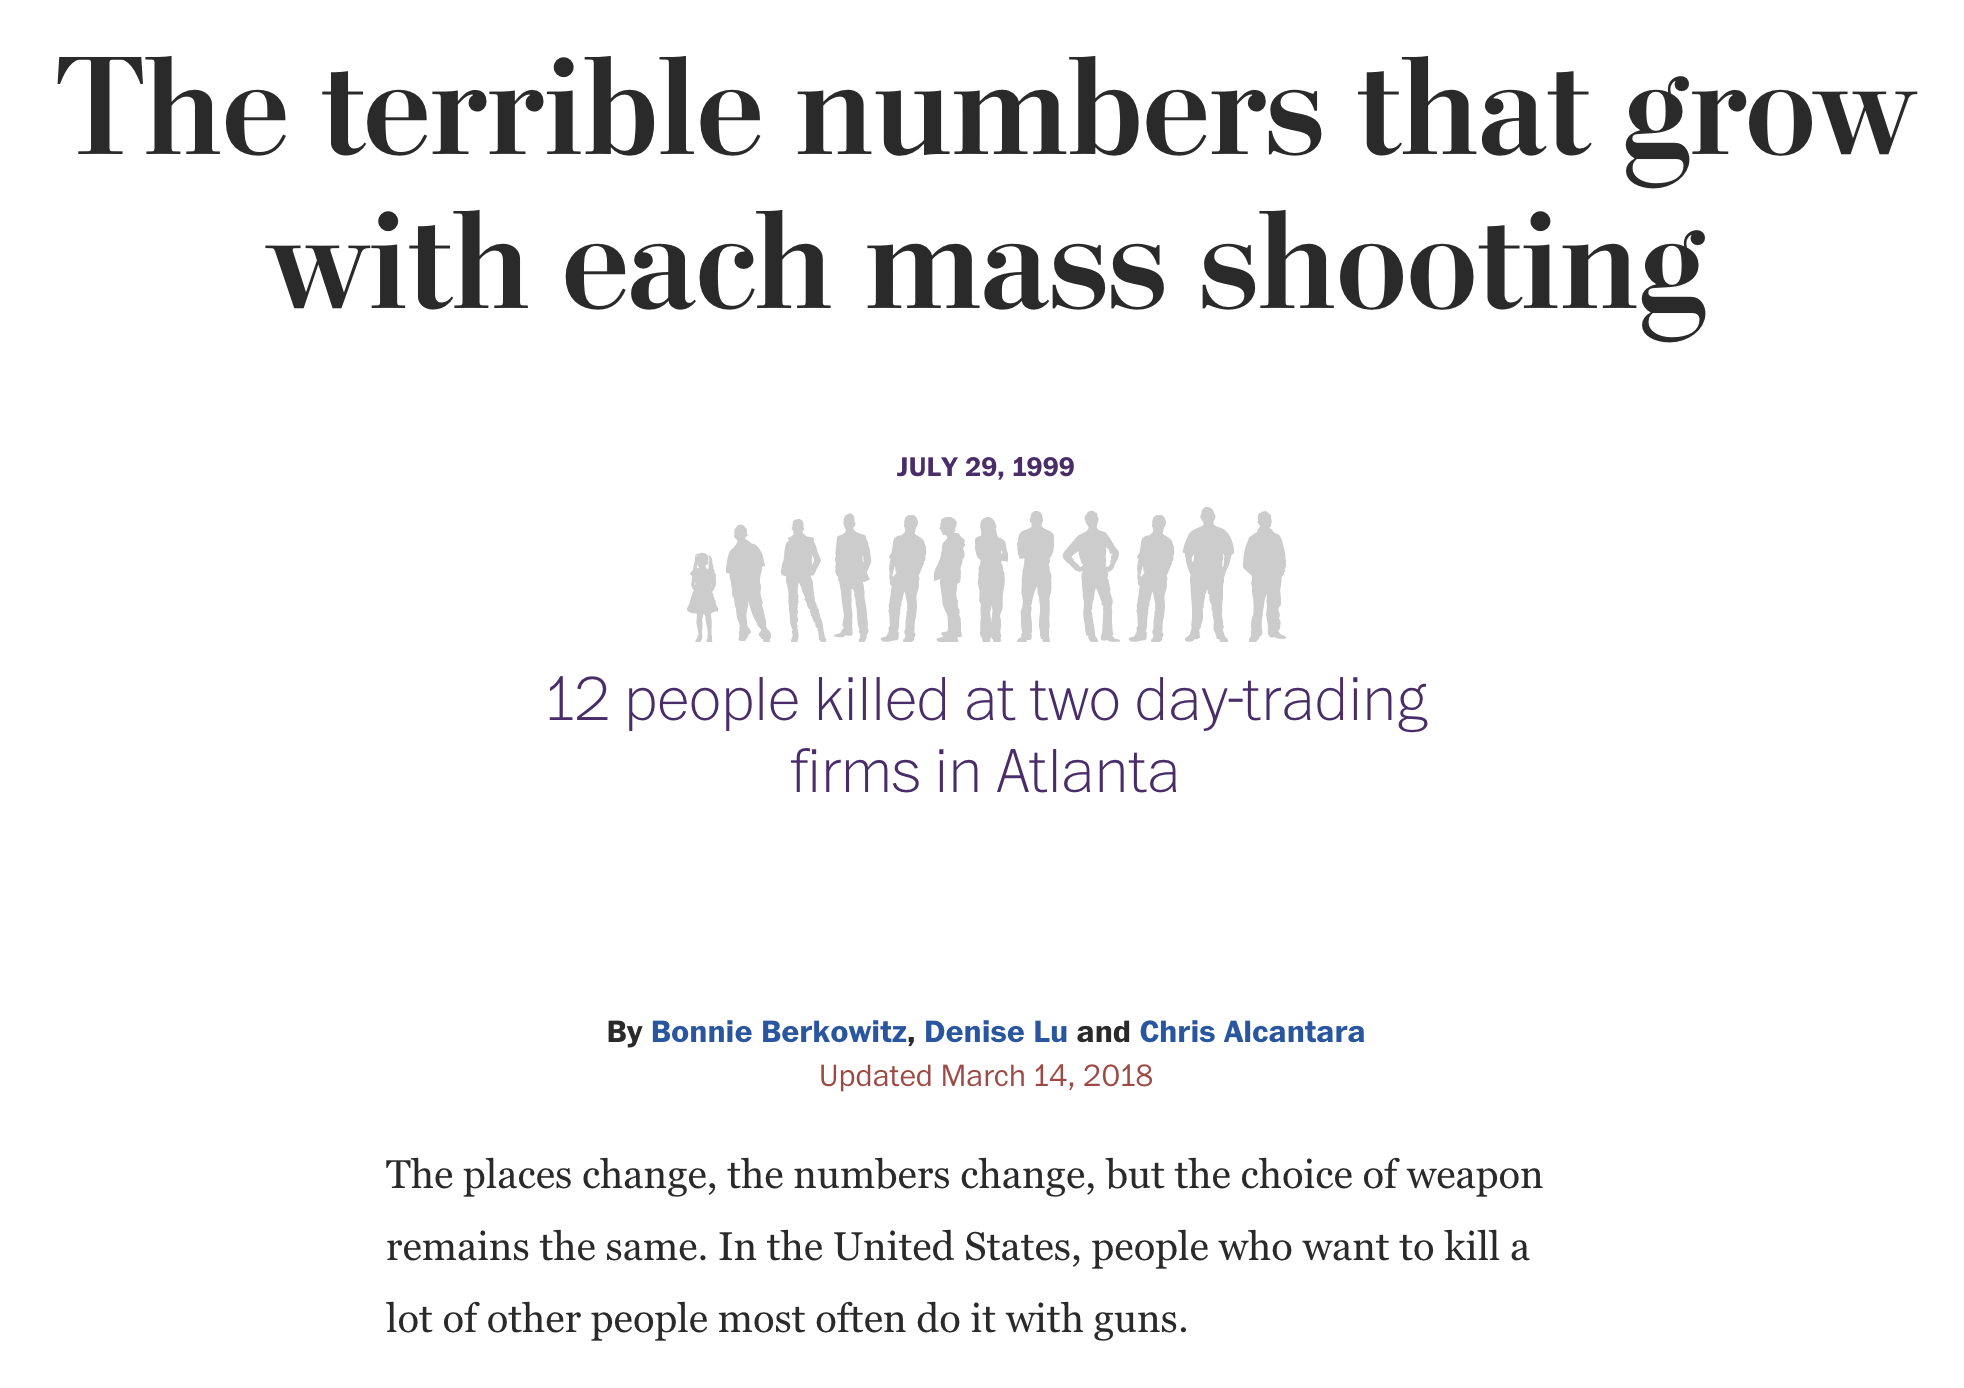 The terrible numbers that grow
with each mass shooting
JULY 29, 1999
12 people killed at two day-trading
firms in Atlanta
By Bonnie Berkowitz, Denise Lu and Chris Alcantara
Updated March 14, 2018
The places change, the numbers change, but the choice of weapon
remains the same. In the United States, people who want to kill a
lot of other people most often do it with guns.